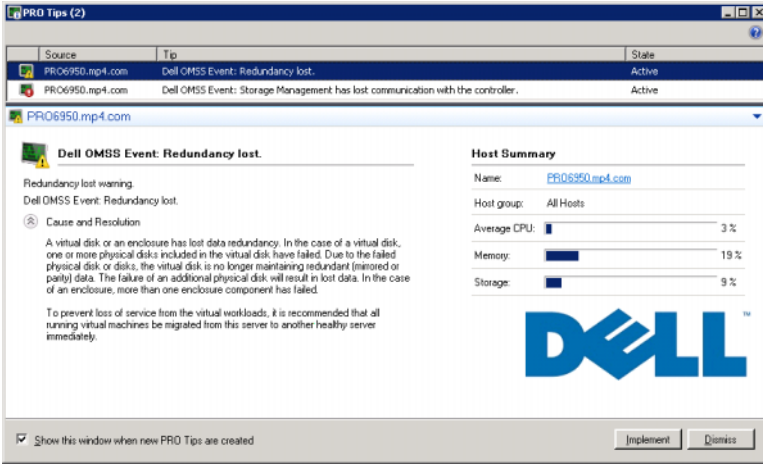 PRO Tips (2)
Source Tip State
PRO6950.mp4.com Dell OMSS Event: Redundancy lost. Active
PRO6950.mp4.com Dell OMSS Event: Storage Management has lost communication with the controller. Active
PRO6950.mp4.com
Dell OMSS Event: Redundancy lost.
Redundancy lost warning.
Dell OMSS Event: Redundancy lost.
Cause and Resolution
A virtual disk or an enclosure has lost data redundancy. In the case of a virtual disk,
one or more physical disks included in the virtual disk have failed. Due to the failed
physical disk or disks, the virtual disk is no longer maintaining redundant (mirrored or
parity) data. The failure of an additional physical disk will result in lost data. In the case
of an enclosure, more than one enclosure component has failed.
To prevent loss of service from the virtual workloads, it is recommended that all
running virtual machines be migrated from this server to another healthy server
immediately.
Host Summary
Name: PRO6950.mp4.com
Host group: All Hosts
Average CPU: 3 %
Memory: 19 %
Storage: 9 %
DELL
TM
Show this window when new PRO Tips are created
Implement Dismiss